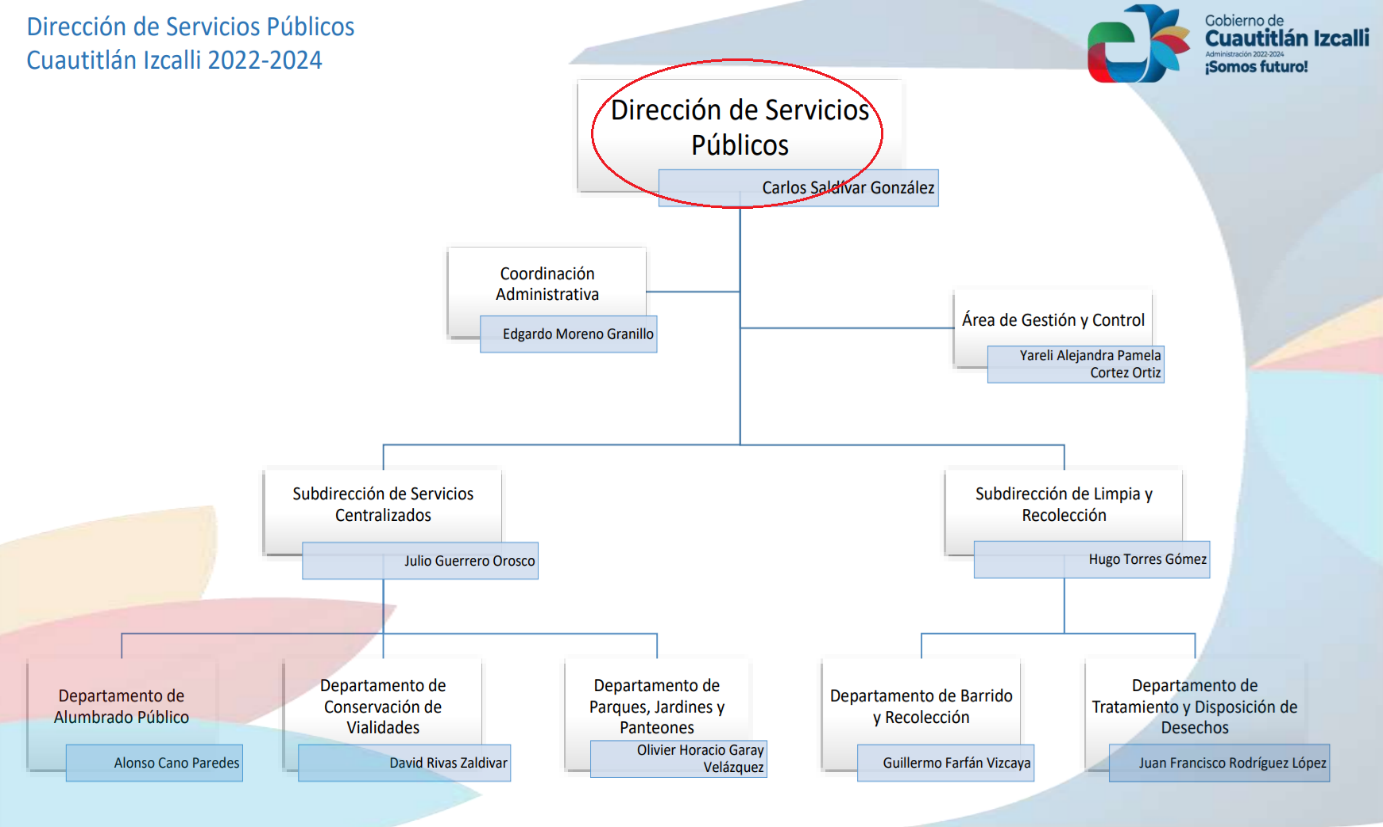 Dirección de Servicios Públicos
Cuautitlán Izcalli 2022-2024
Gobierno de
Cuautitlán Izcalli
Administración 2022-2024
¡Somos futuro!
Dirección de Servicios
Públicos
Carlos Saldívar González
Coordinación
Administrativa
Edgardo Moreno Granillo
Área de Gestión y Control
Yareli Alejandra Pamela
Cortez Ortiz
Subdirección de Servicios
Centralizados
Julio Guerrero Orosco
Subdirección de Limpia y
Recolección
Hugo Torres Gómez
Departamento de
Alumbrado Público
Alonso Cano Paredes
Departamento de
Conservación de
Vialidades
David Rivas Zaldivar
Departamento de
Parques, Jardines y
Panteones
Olivier Horacio Garay
Velázquez
Departamento de Barrido
y Recolección
Guillermo Farfán Vizcaya
Departamento de
Tratamiento y Disposición de
Desechos
Juan Francisco Rodríguez López